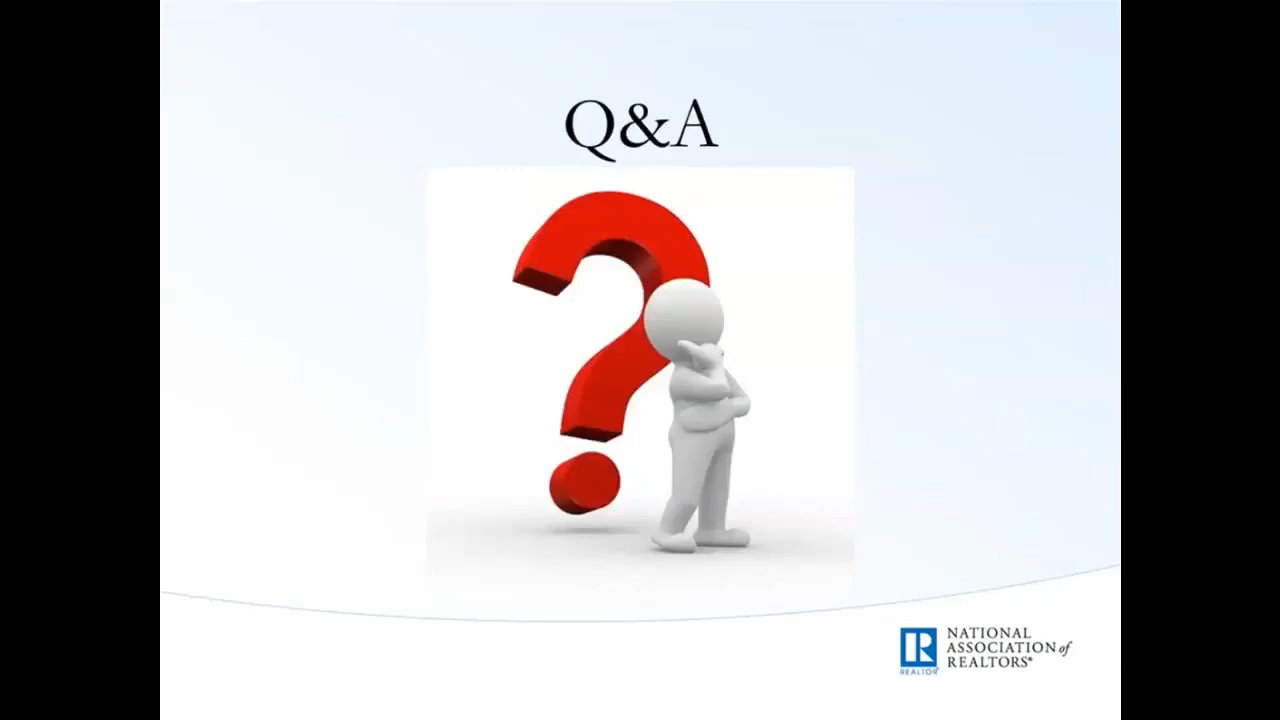 Q&A
NATIONAL
ASSOCIATION of
REALTORS®
REALTOR®